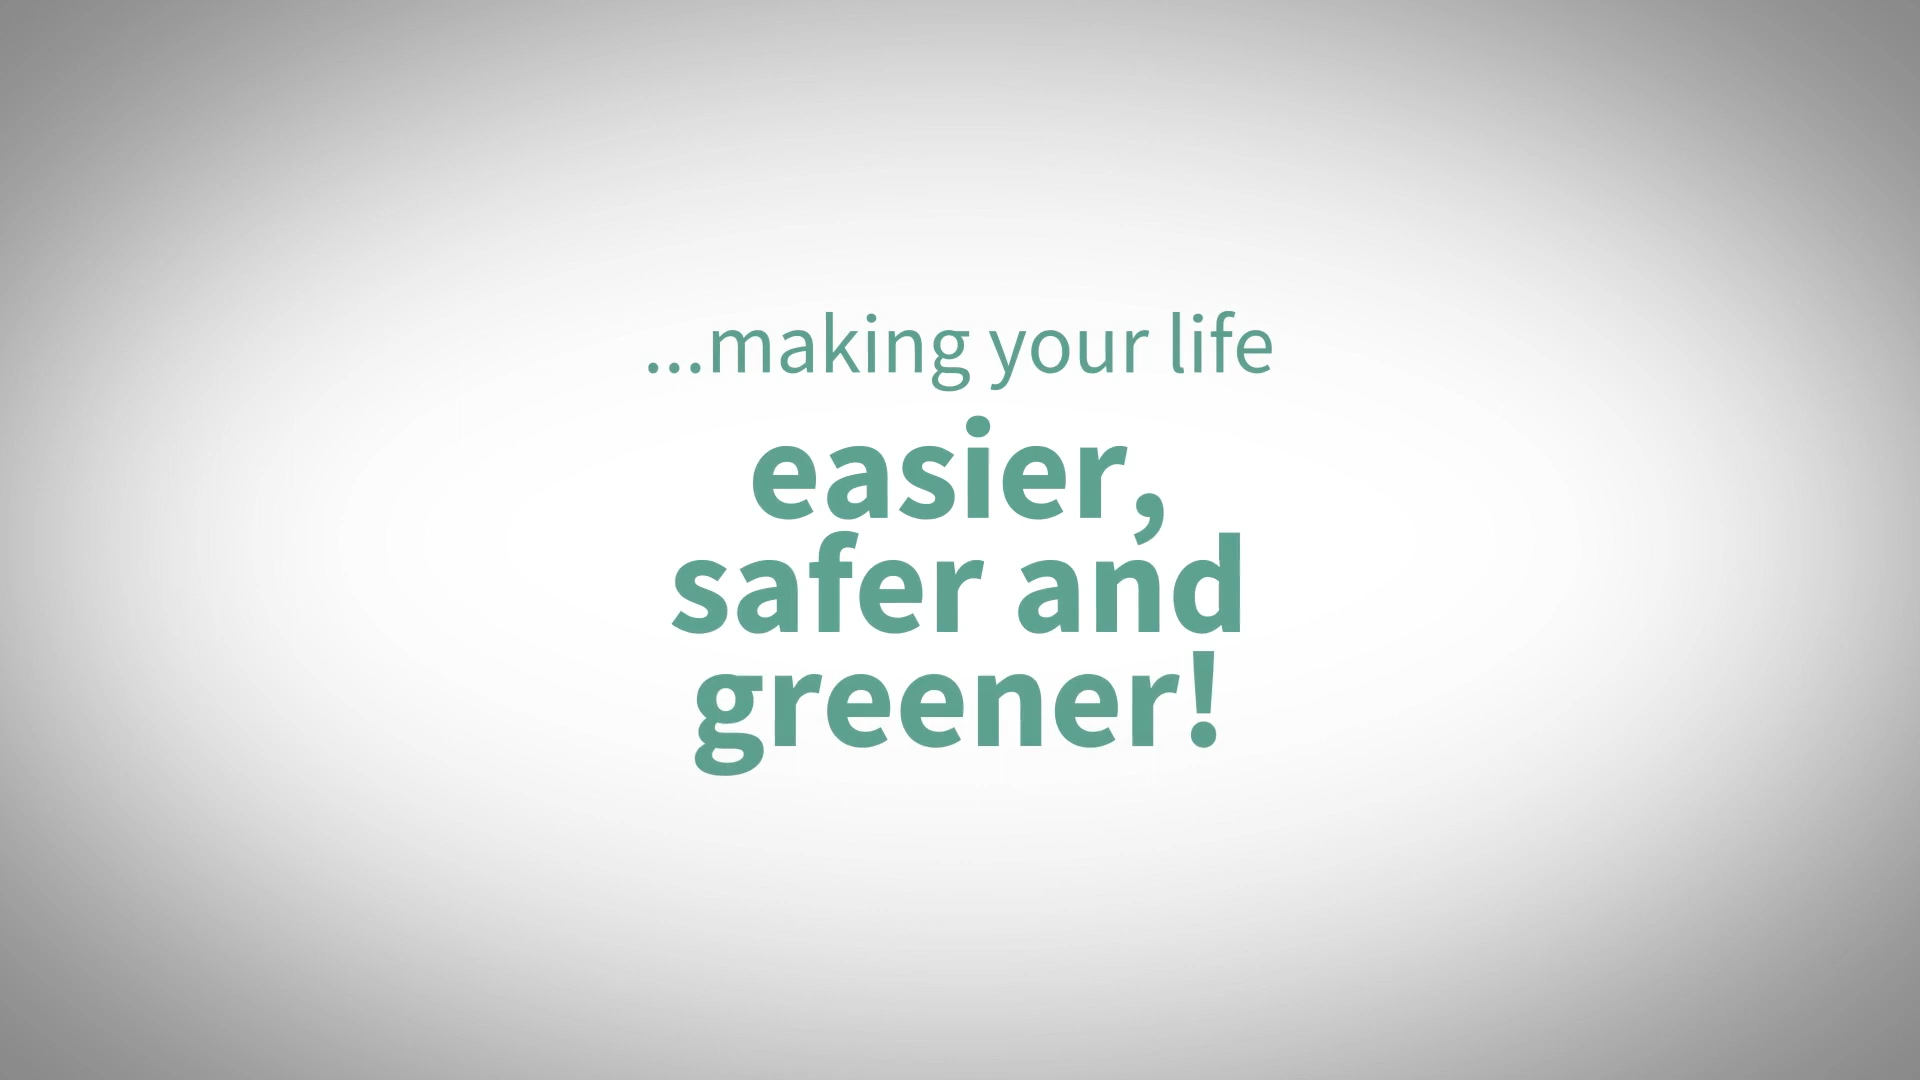 ...making your life
easier,
safer and
greener!